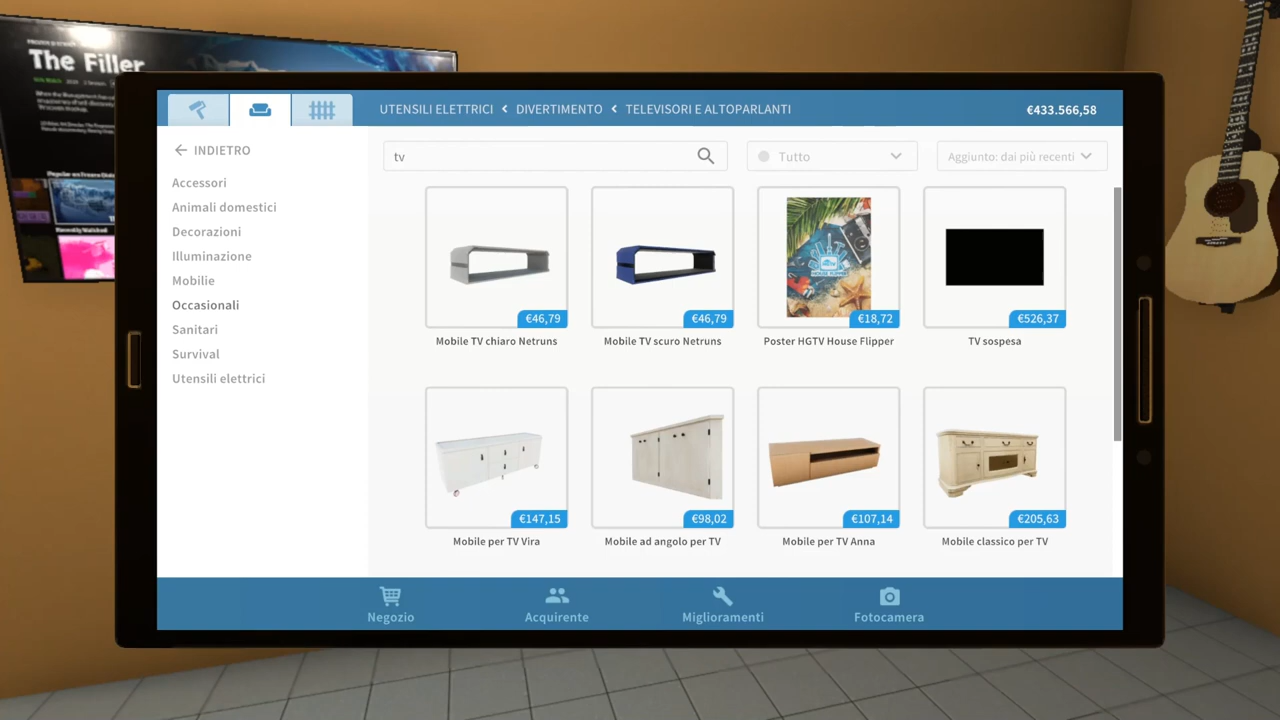 The Filler
UTENSILI ELETTRICI < DIVERTIMENTO < TELEVISORI E ALTOPARLANTI
€433.566,58
INDIETRO
Accessori
Animali domestici
Decorazioni
Illuminazione
Mobilie
Occasionali
Sanitari
Survival
Utensili elettrici
tv
Tutto
Aggiunto: dai più recenti
€46,79
Mobile TV chiaro Netruns
€46,79
Mobile TV scuro Netruns
HGTV
HOUSE FLIPPER
€18,72
Poster HGTV House Flipper
€526,37
TV sospesa
€147,15
Mobile per TV Vira
€98,02
Mobile ad angolo per TV
€107,14
Mobile per TV Anna
€205,63
Mobile classico per TV
Negozio
Acquirente
Miglioramenti
Fotocamera